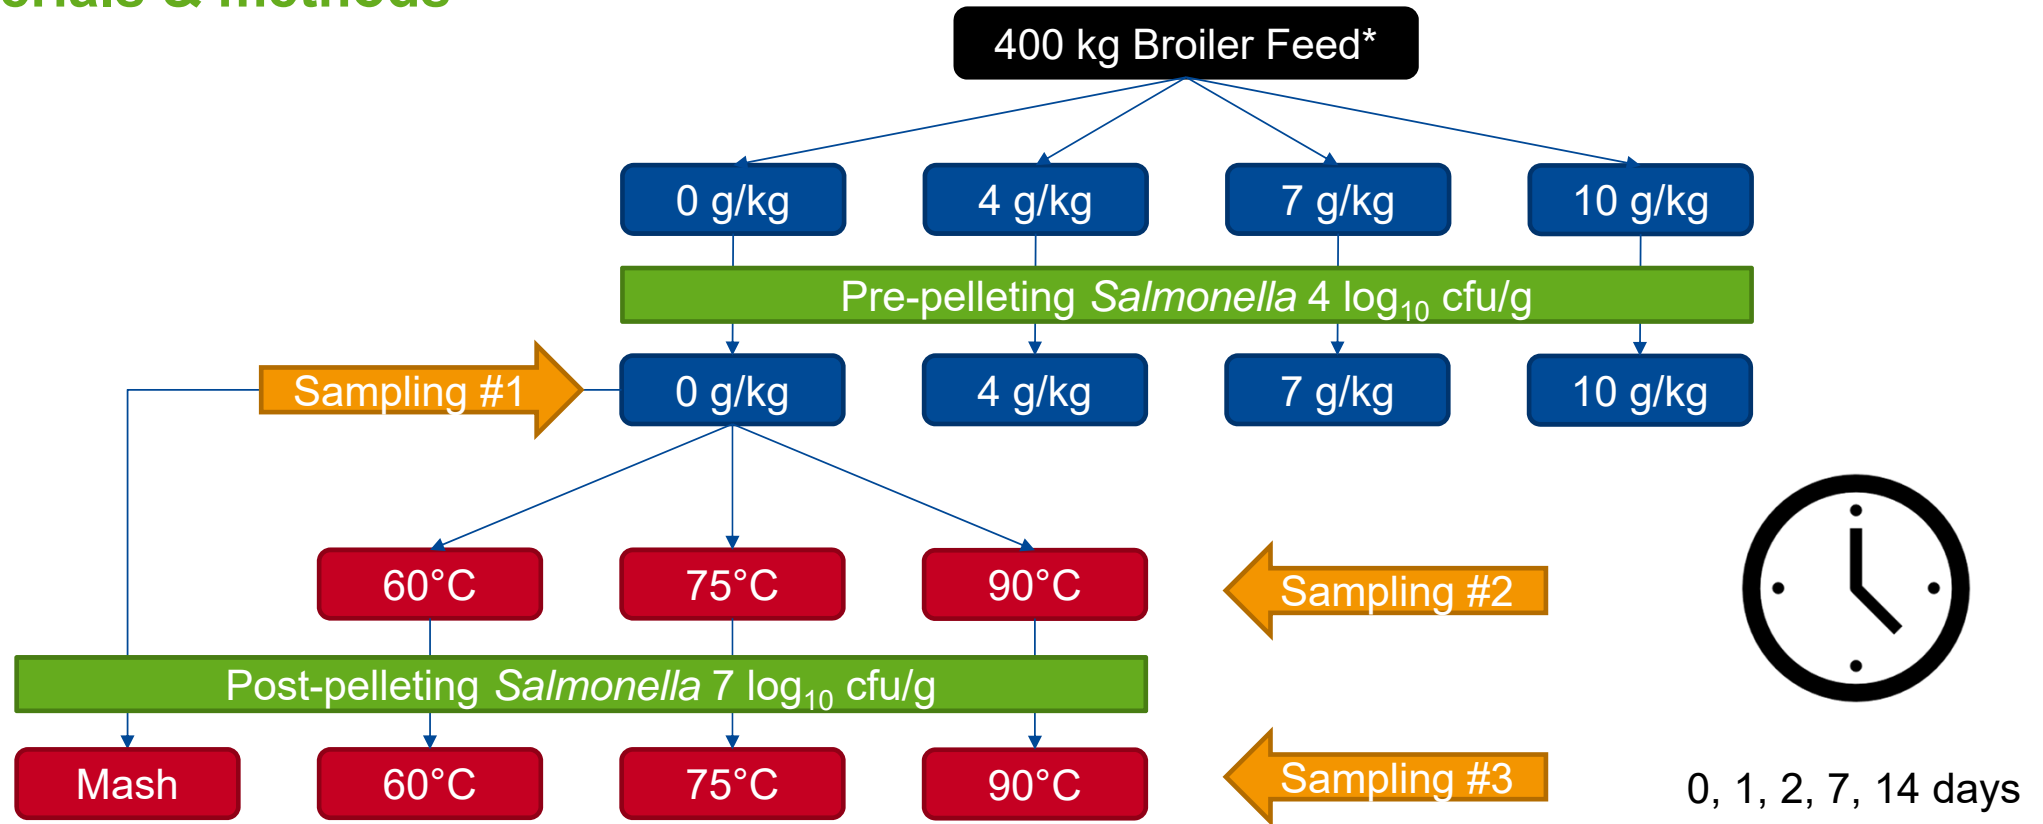 & methods
400 kg Broiler Feed*
0 g/kg
4 g/kg
7 g/kg
10 g/kg
Pre-pelleting Salmonella 4 log₁₀ cfu/g
Sampling #1
0 g/kg
4 g/kg
7 g/kg
10 g/kg
60°C
75°C
90°C
Sampling #2
Post-pelleting Salmonella 7 log₁₀ cfu/g
Mash
60°C
75°C
90°C
Sampling #3
0, 1, 2, 7, 14 days